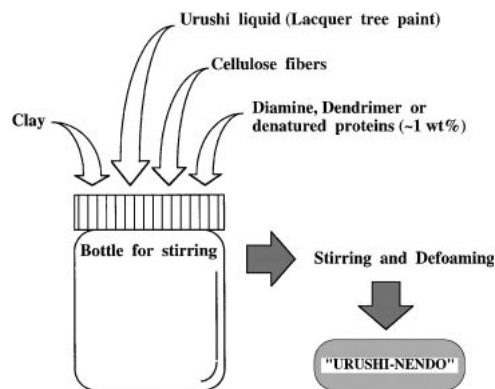 Urushi liquid (Lacquer tree paint)
Cellulose fibers
Diamine, Dendrimer or
denatured proteins (~1 wt%)
Clay
Bottle for stirring
Stirring and Defoaming
"URUSHI-NENDO"